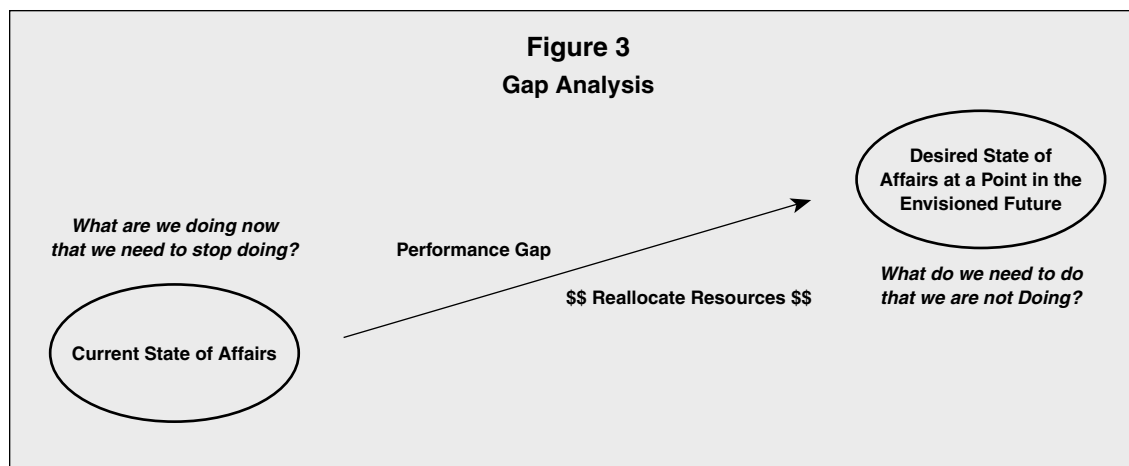 Figure 3
Gap Analysis
Desired State of
Affairs at a Point in the
Envisioned Future
What are we doing now
that we need to stop doing?
Performance Gap
What do we need to do
that we are not Doing?
$$ Reallocate Resources $$
Current State of Affairs